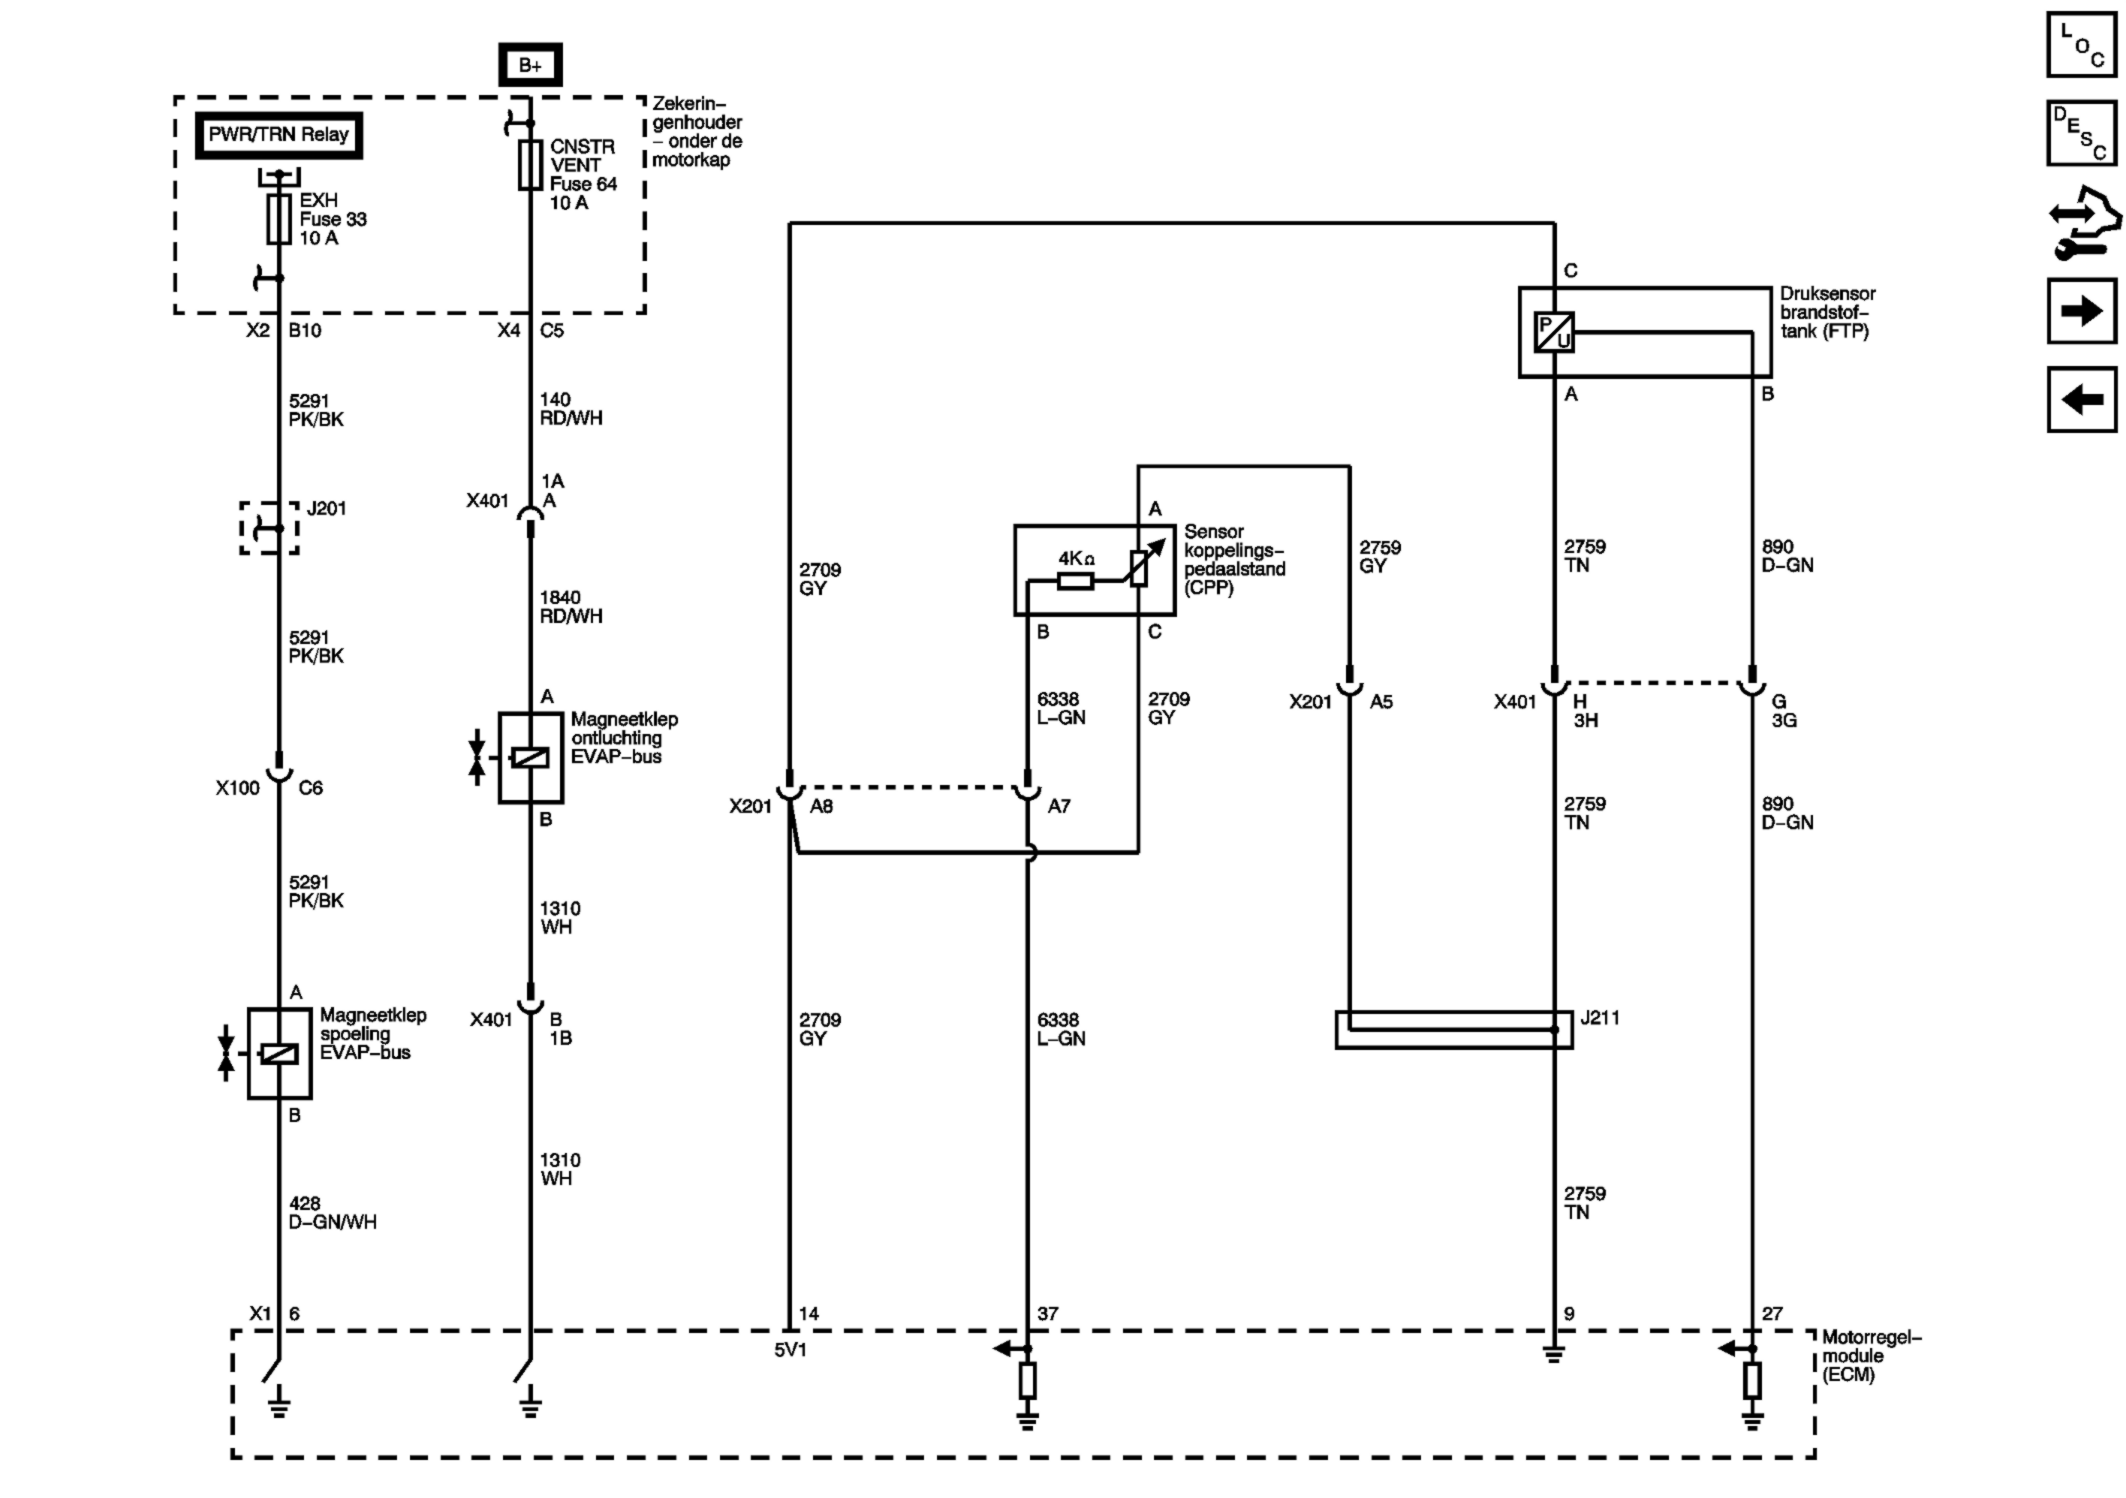 B+
PWR/TRN Relay
EXH
Fuse 33
10 A
CNSTR
VENT
Fuse 64
10 A
Zekerin-
genhouder
- onder de
motorkap
X2 B10
X4 C5
5291
PK/BK
140
RD/WH
J201
1A
X401 A
5291
PK/BK
1840
RD/WH
X100 C6
A
Magneetklep
ontluchting
EVAP-bus
B
5291
PK/BK
1310
WH
A
Magneetklep
spoeling
EVAP-bus
B
X401 B
1B
1310
WH
428
D-GN/WH
X1 6
2709
GY
4KΩ
A
Sensor
koppelings-
pedaalstand
(CPP)
B
C
2759
GY
6338
L-GN
2709
GY
X201 A5
X201 A8
A7
2709
GY
6338
L-GN
C
P
U
Druksensor
brandstof-
tank (FTP)
A
B
2759
TN
890
D-GN
X401 H
3H
G
3G
2759
TN
890
D-GN
J211
2759
TN
14
37
9
27
5V1
Motorregel-
module
(ECM)
LOC
DESC